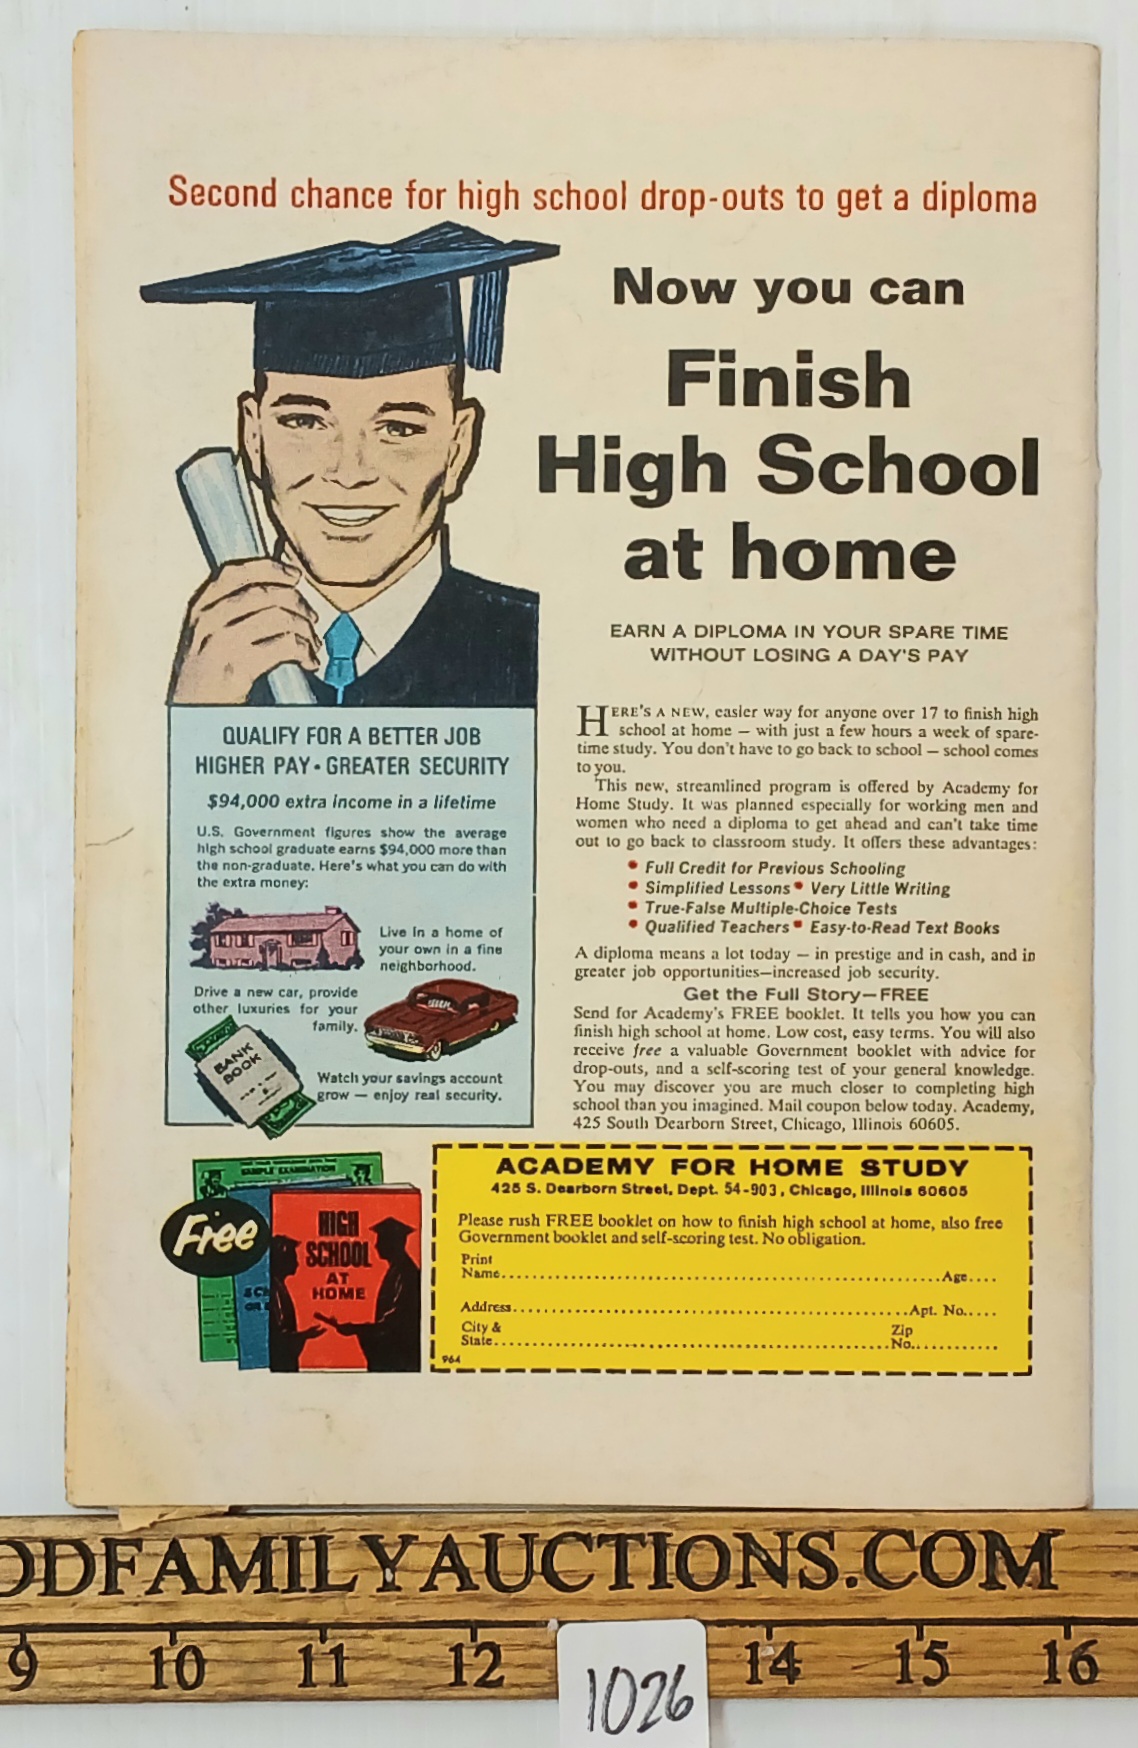 Second chance for high school drop-outs to get a diploma
Now you can
Finish
High School
at home
EARN A DIPLOMA IN YOUR SPARE TIME
WITHOUT LOSING A DAY'S PAY
QUALIFY FOR A BETTER JOB
HIGHER PAY • GREATER SECURITY
$94,000 extra income in a lifetime
U.S. Government figures show the average
high school graduate earns $94,000 more than
the non-graduate. Here's what you can do with
the extra money:
Live in a home of
your own in a fine
neighborhood.
Drive a new car, provide
other luxuries for your
family.
BANK
BOOK
Watch your savings account
grow — enjoy real security.
HERE'S A NEW, easier way for anyone over 17 to finish high
school at home — with just a few hours a week of spare-
time study. You don't have to go back to school — school comes
to you.
This new, streamlined program is offered by Academy for
Home Study. It was planned especially for working men and
women who need a diploma to get ahead and can't take time
out to go back to classroom study. It offers these advantages:
• Full Credit for Previous Schooling
• Simplified Lessons • Very Little Writing
• True-False Multiple-Choice Tests
• Qualified Teachers • Easy-to-Read Text Books
A diploma means a lot today — in prestige and in cash, and in
greater job opportunities—increased job security.
Get the Full Story—FREE
Send for Academy's FREE booklet. It tells you how you can
finish high school at home. Low cost, easy terms. You will also
receive free a valuable Government booklet with advice for
drop-outs, and a self-scoring test of your general knowledge.
You may discover you are much closer to completing high
school than you imagined. Mail coupon below today. Academy,
425 South Dearborn Street, Chicago, Illinois 60605.
SAMPLE EXAMINATION
Free
HIGH
SCHOOL
AT
HOME
ACADEMY FOR HOME STUDY
425 S. Dearborn Street, Dept. 54-903, Chicago, Illinois 60605
Please rush FREE booklet on how to finish high school at home, also free
Government booklet and self-scoring test. No obligation.
Print
Name....................Age....
Address....................Apt. No.....
City & Zip
State....................No............
964
ODFAMILYAUCTIONS.COM
9 10 11 12 14 15 16
1026